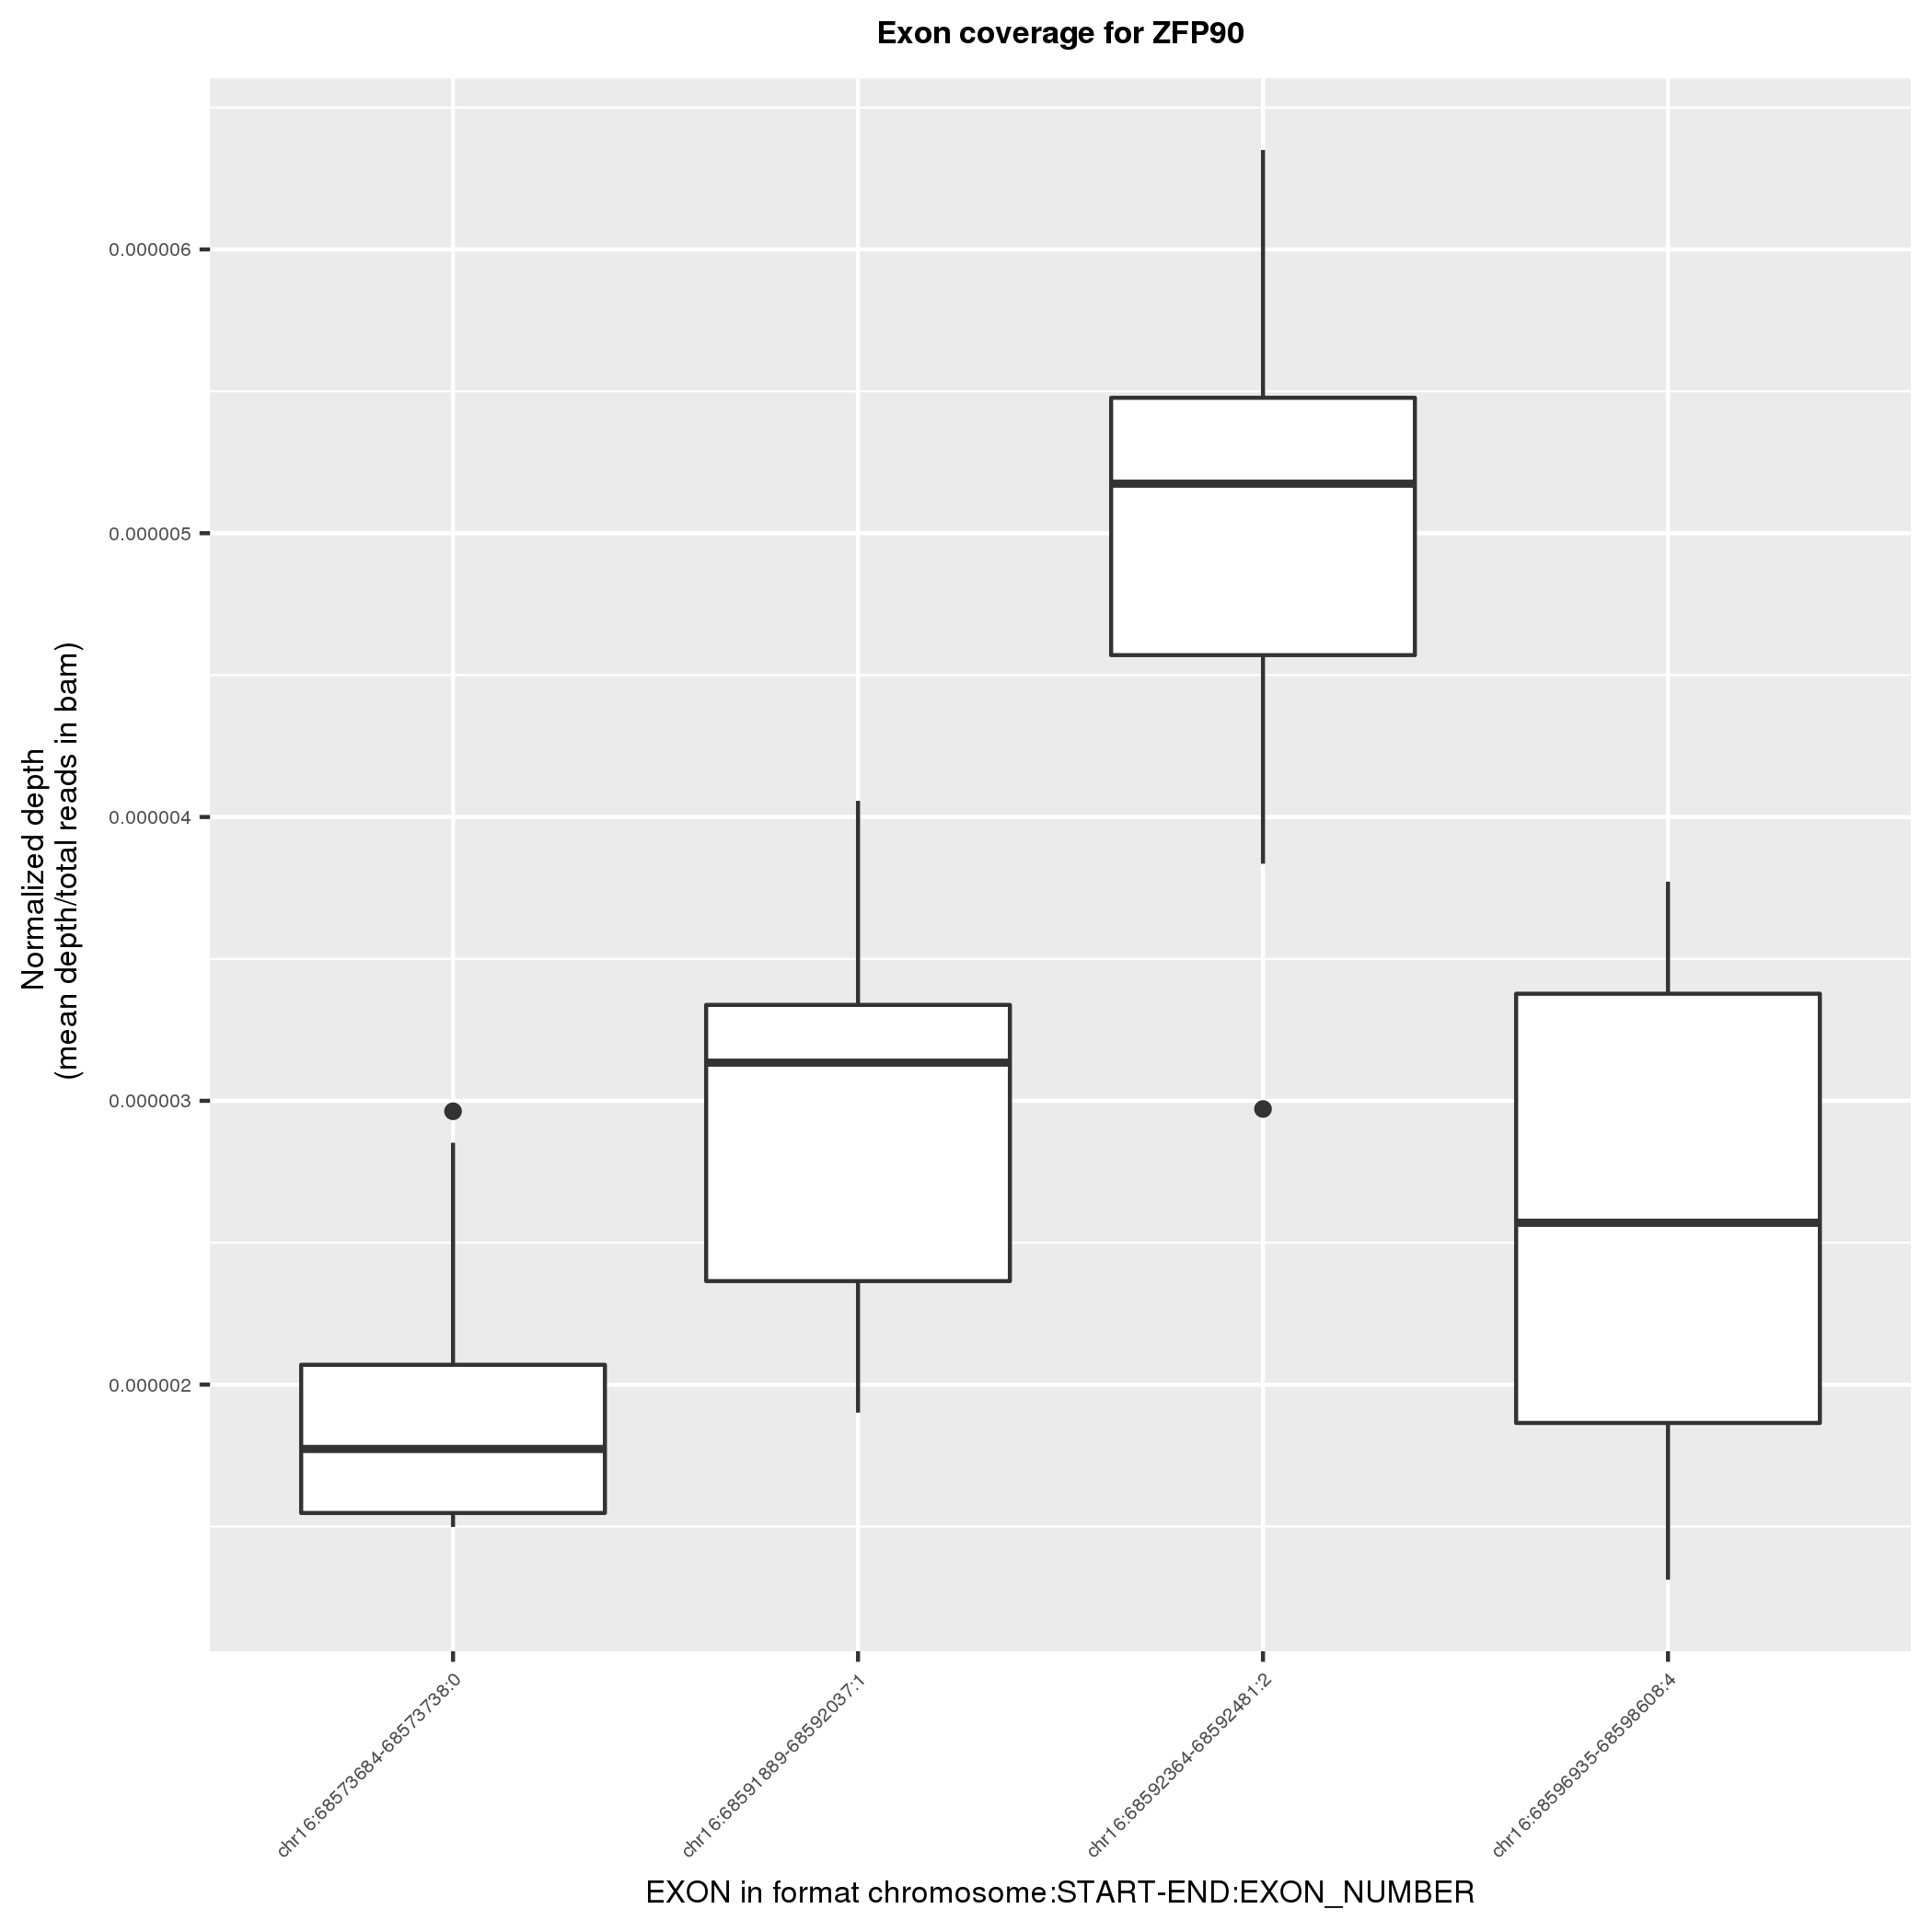 Exon coverage for ZFP90
Normalized depth
(mean depth/total reads in bam)
0.000006
0.000005
0.000004
0.000003
0.000002
chr16:68573684-68573738:0
chr16:68591889-68592037:1
chr16:68592364-68592481:2
chr16:68596935-68598608:4
EXON in format chromosome:START-END:EXON_NUMBER